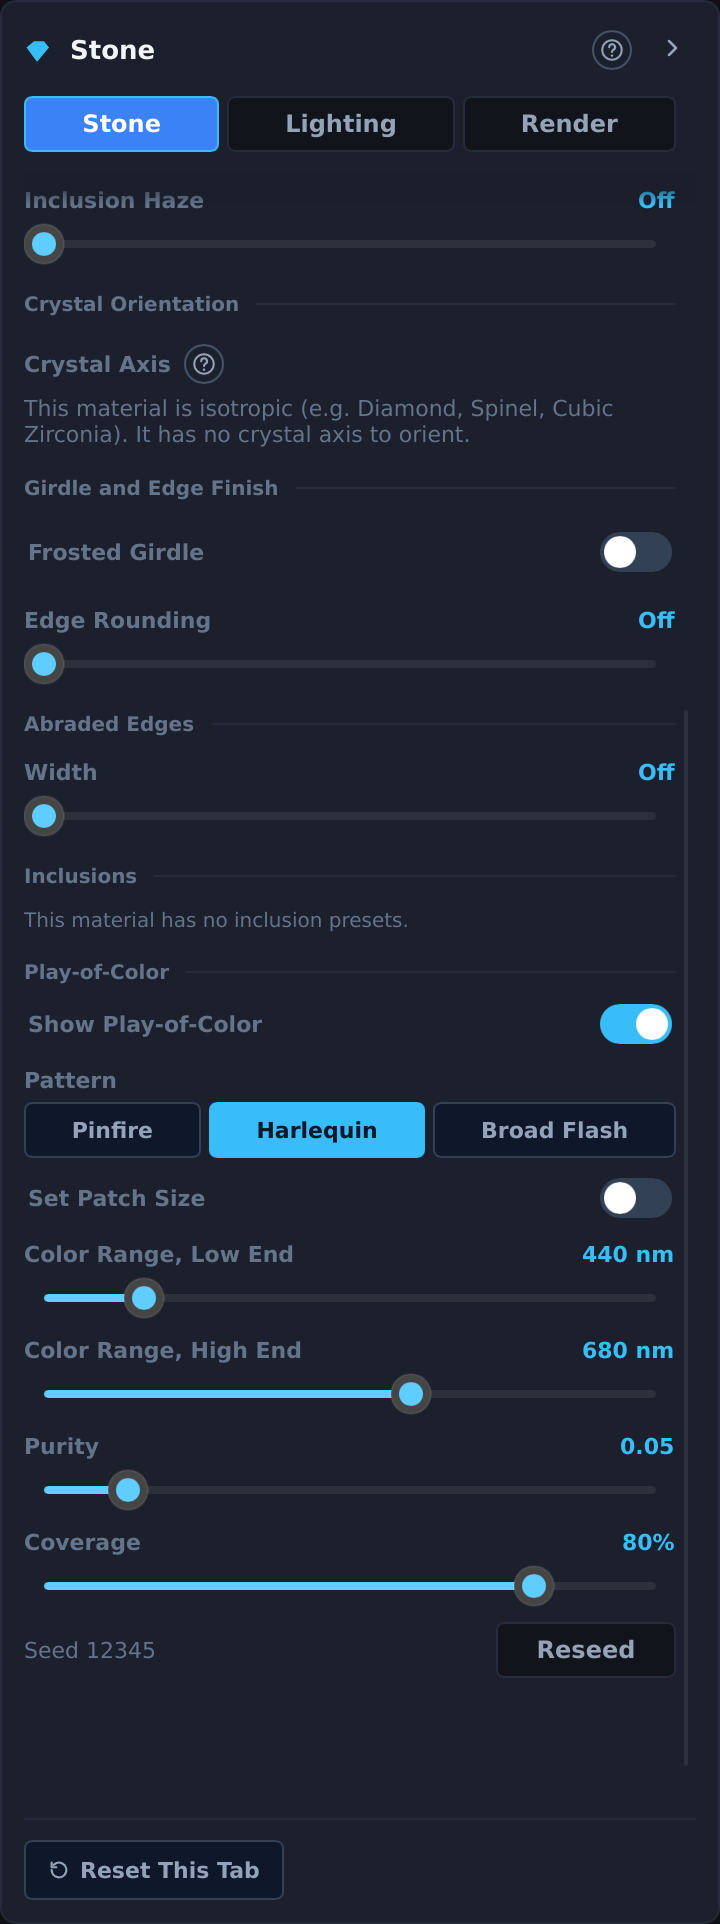 Stone
Stone
Lighting
Render
Inclusion Haze
Off
Crystal Orientation
Crystal Axis
This material is isotropic (e.g. Diamond, Spinel, Cubic
Zirconia). It has no crystal axis to orient.
Girdle and Edge Finish
Frosted Girdle
Edge Rounding
Off
Abraded Edges
Width
Off
Inclusions
This material has no inclusion presets.
Play-of-Color
Show Play-of-Color
Pattern
Pinfire
Harlequin
Broad Flash
Set Patch Size
Color Range, Low End
440 nm
Color Range, High End
680 nm
Purity
0.05
Coverage
80%
Seed 12345
Reseed
Reset This Tab